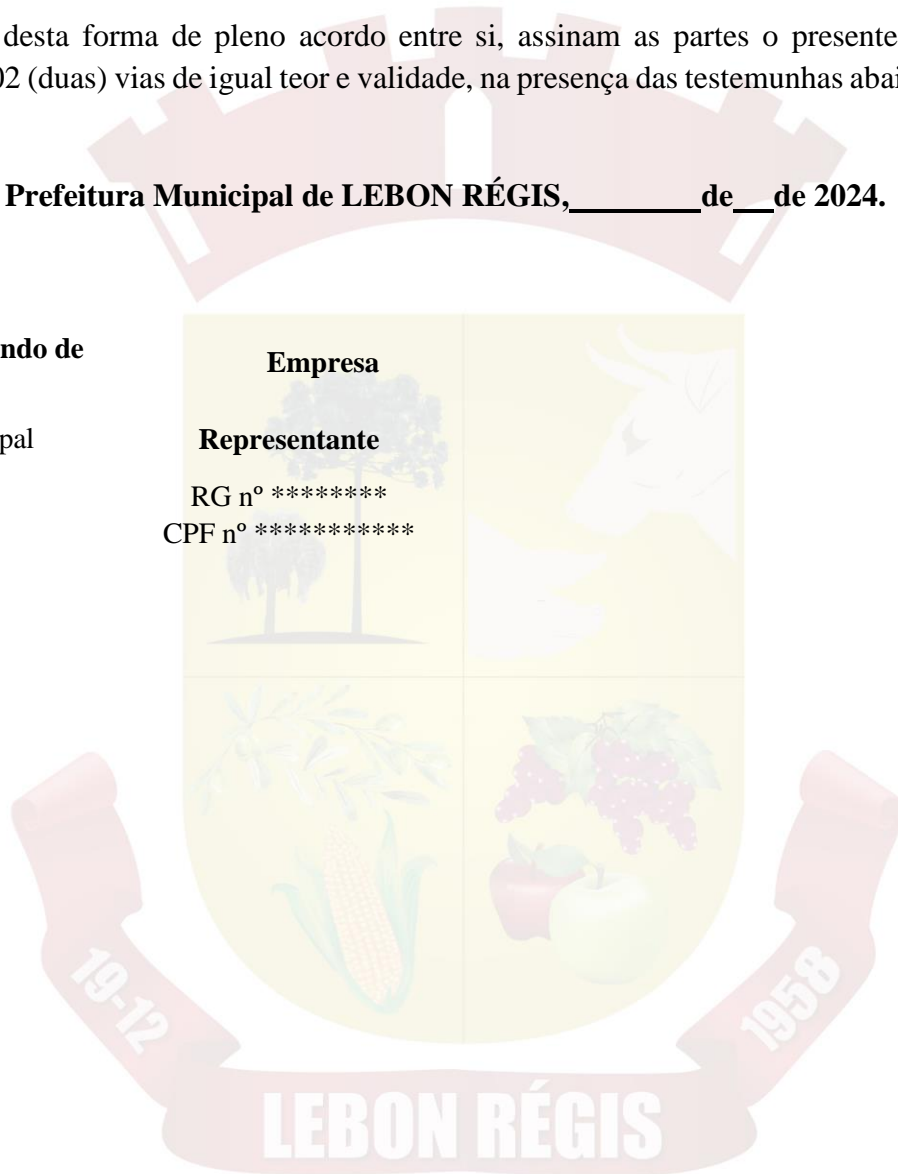 desta forma de pleno acordo entre si, assinam as partes o presente
02 (duas) vias de igual teor e validade, na presença das testemunhas abai
Prefeitura Municipal de LEBON RÉGIS,________de__de 2024.
ndo de
Empresa
pal
Representante
RG nº ********
CPF nº ***********
19-12
1958
LEBON RÉGIS